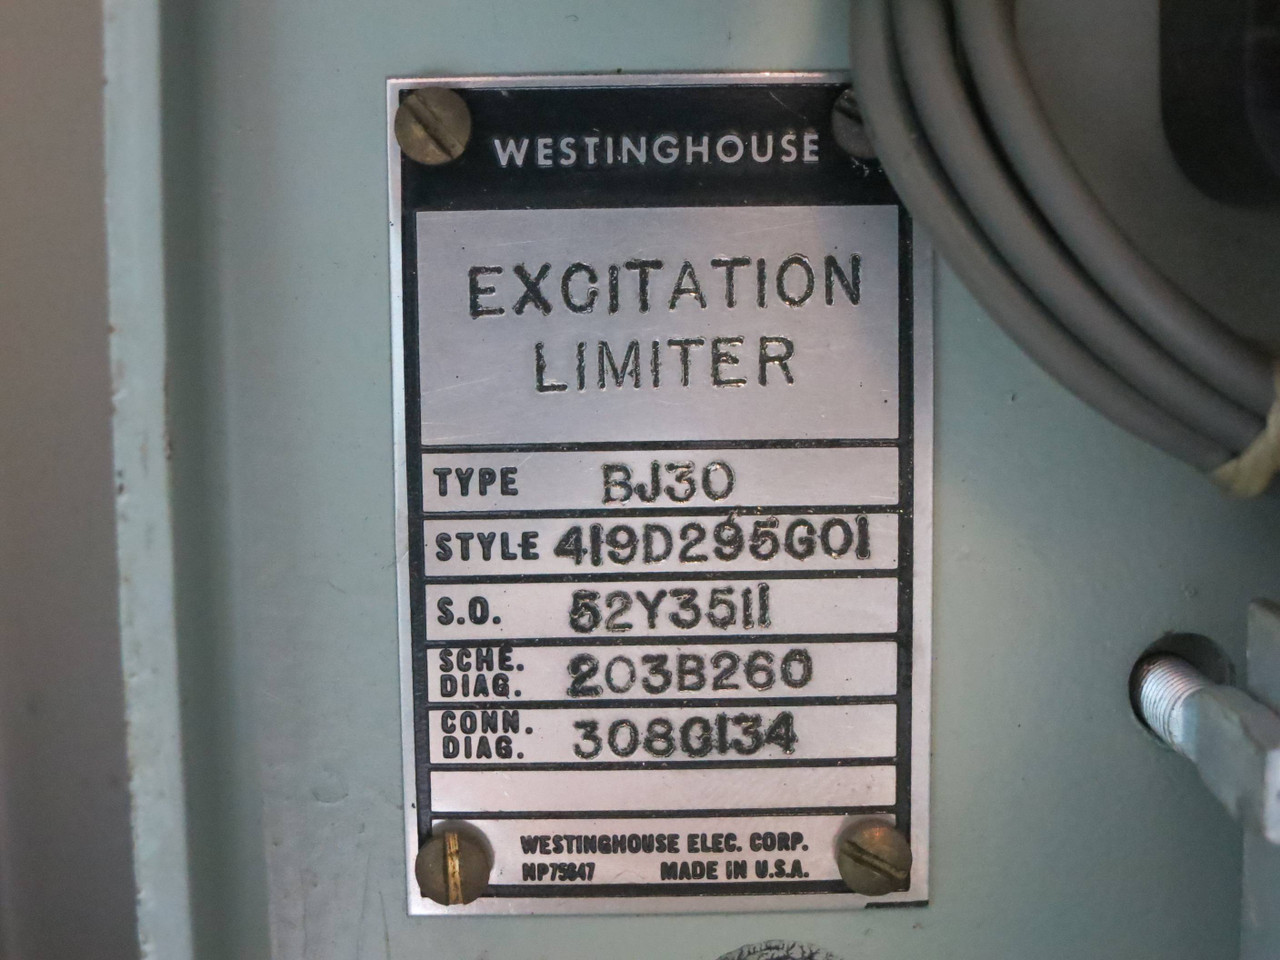 WESTINGHOUSE
EXCITATION
LIMITER
TYPE BJ30
STYLE 419D295G01
S.O. 52Y3511
SCHE. DIAG. 203B260
CONN. DIAG. 308C134
WESTINGHOUSE ELEC. CORP.
NP75647 MADE IN U.S.A.